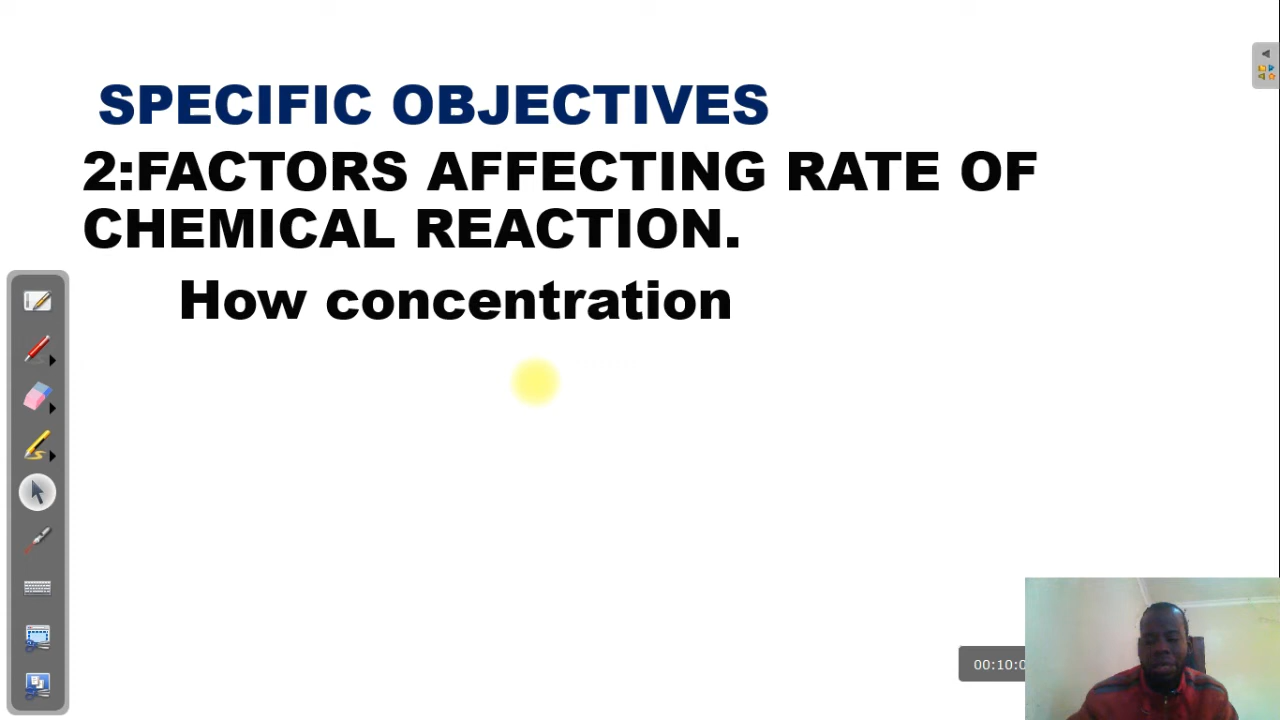 SPECIFIC OBJECTIVES
2:FACTORS AFFECTING RATE OF
CHEMICAL REACTION.
How concentration